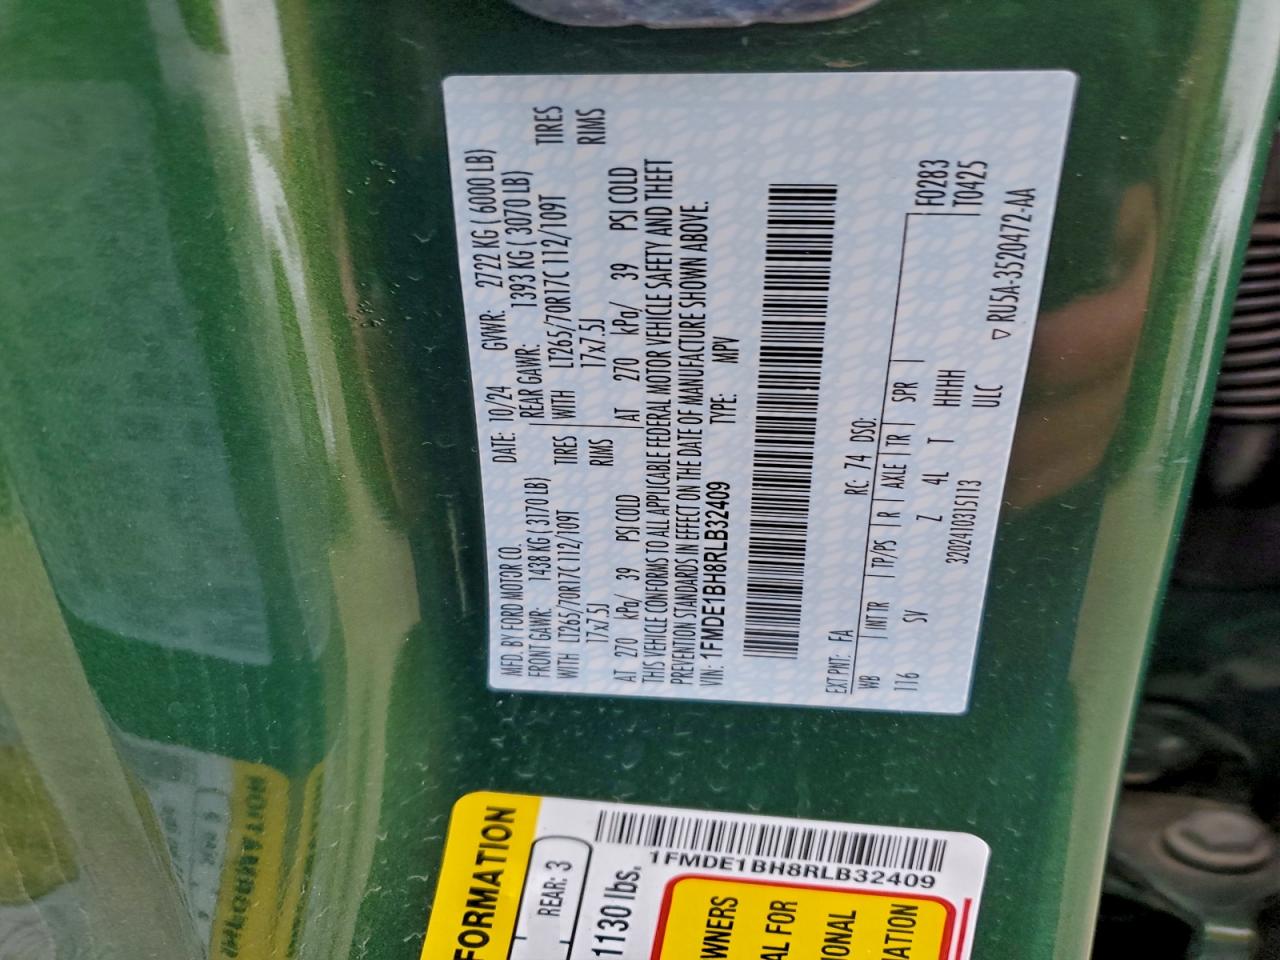 MFD. BY FORD MOTOR CO. DATE: 10/24 GVWR: 2722 KG ( 6000 LB)
FRONT GAWR: 1438 KG ( 3170 LB) REAR GAWR: 1393 KG ( 3070 LB)
WITH LT265/70R17C 112/109T TIRES WITH LT265/70R17C 112/109T TIRES
17x7.5J RIMS 17x7.5J RIMS
AT 270 kPa/ 39 PSI COLD AT 270 kPa/ 39 PSI COLD
THIS VEHICLE CONFORMS TO ALL APPLICABLE FEDERAL MOTOR VEHICLE SAFETY AND THEFT
PREVENTION STANDARDS IN EFFECT ON THE DATE OF MANUFACTURE SHOWN ABOVE.
VIN: 1FMDE1BH8RLB32409 TYPE: MPV
EXT PNT: FA RC: 74 DSO:
WB INT TR TP/PS R AXLE TR SPR F0283
116 SV Z 4L T HHHH T0425
3202410315113 ULC
▽ RU5A-3520472-AA
FORMATION
REAR: 3
1130 lbs.
1FMDE1BH8RLB32409
WNERS
AL FOR
IONAL
MATION